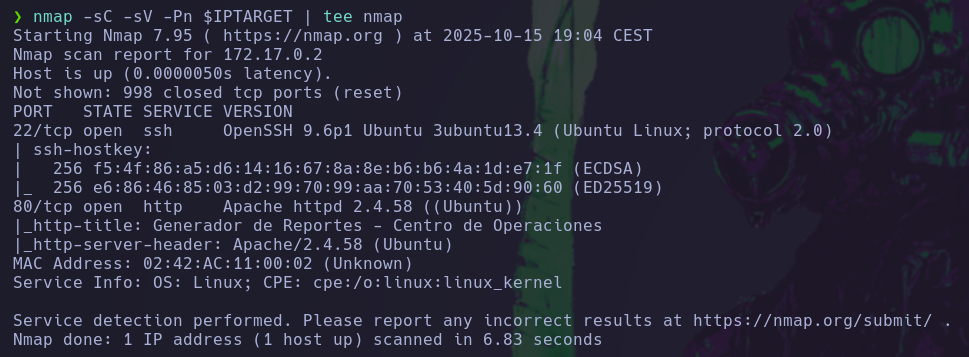 ❯ nmap -sC -sV -Pn $IPTARGET | tee nmap
Starting Nmap 7.95 ( https://nmap.org ) at 2025-10-15 19:04 CEST
Nmap scan report for 172.17.0.2
Host is up (0.0000050s latency).
Not shown: 998 closed tcp ports (reset)
PORT   STATE SERVICE VERSION
22/tcp open  ssh     OpenSSH 9.6p1 Ubuntu 3ubuntu13.4 (Ubuntu Linux; protocol 2.0)
| ssh-hostkey:
|   256 f5:4f:86:a5:d6:14:16:67:8a:8e:b6:b6:4a:1d:e7:1f (ECDSA)
|_  256 e6:86:46:85:03:d2:99:70:99:aa:70:53:40:5d:90:60 (ED25519)
80/tcp open  http    Apache httpd 2.4.58 ((Ubuntu))
|_http-title: Generador de Reportes - Centro de Operaciones
|_http-server-header: Apache/2.4.58 (Ubuntu)
MAC Address: 02:42:AC:11:00:02 (Unknown)
Service Info: OS: Linux; CPE: cpe:/o:linux:linux_kernel

Service detection performed. Please report any incorrect results at https://nmap.org/submit/ .
Nmap done: 1 IP address (1 host up) scanned in 6.83 seconds